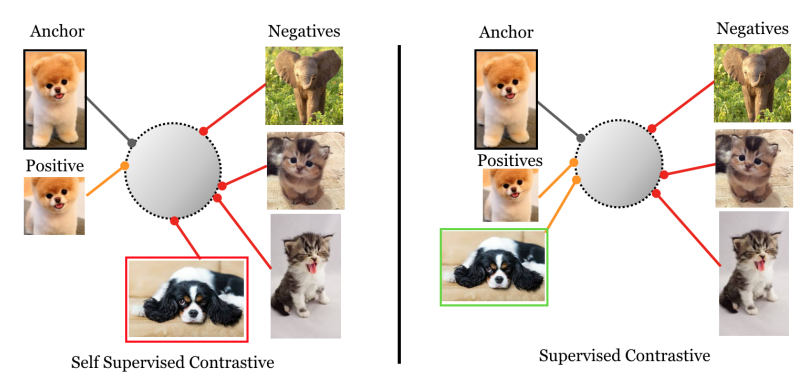 Anchor
Negatives
Positive
Self Supervised Contrastive
Anchor
Negatives
Positives
Supervised Contrastive